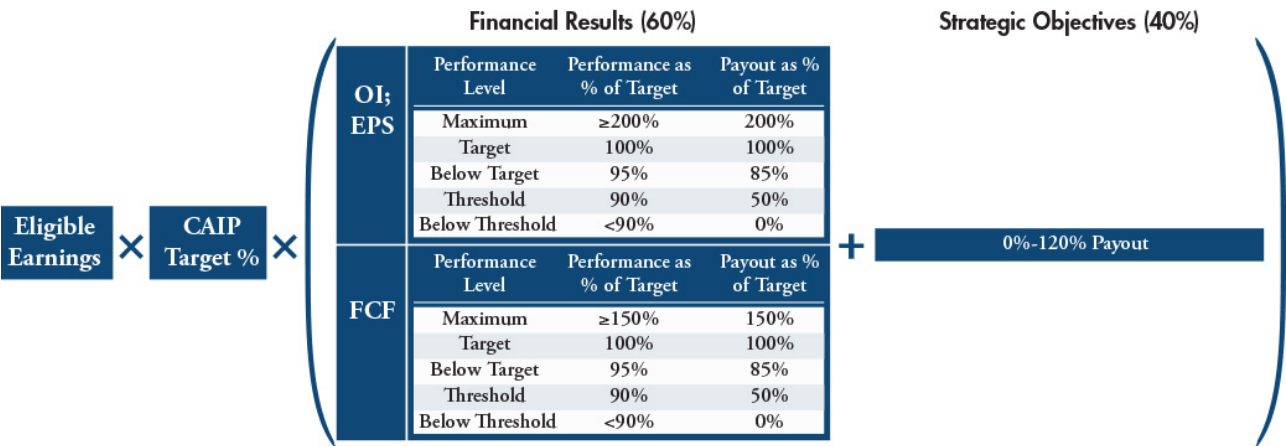 Financial Results (60%)
Strategic Objectives (40%)
Eligible
Earnings
×
CAIP
Target %
×
OI;
EPS
Performance Level Performance as % of Target Payout as % of Target
Maximum ≥200% 200%
Target 100% 100%
Below Target 95% 85%
Threshold 90% 50%
Below Threshold <90% 0%
FCF
Performance Level Performance as % of Target Payout as % of Target
Maximum ≥150% 150%
Target 100% 100%
Below Target 95% 85%
Threshold 90% 50%
Below Threshold <90% 0%
+
0%-120% Payout